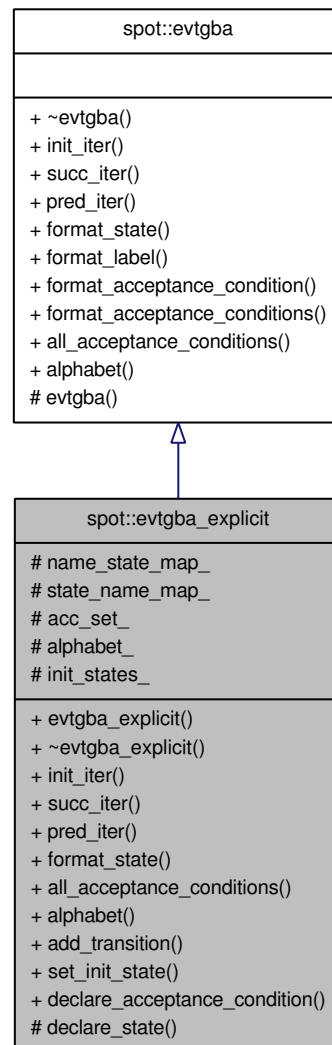 spot::evtgba
+ ~evtgba()
+ init_iter()
+ succ_iter()
+ pred_iter()
+ format_state()
+ format_label()
+ format_acceptance_condition()
+ format_acceptance_conditions()
+ all_acceptance_conditions()
+ alphabet()
# evtgba()
spot::evtgba_explicit
# name_state_map_
# state_name_map_
# acc_set_
# alphabet_
# init_states_
+ evtgba_explicit()
+ ~evtgba_explicit()
+ init_iter()
+ succ_iter()
+ pred_iter()
+ format_state()
+ all_acceptance_conditions()
+ alphabet()
+ add_transition()
+ set_init_state()
+ declare_acceptance_condition()
# declare_state()